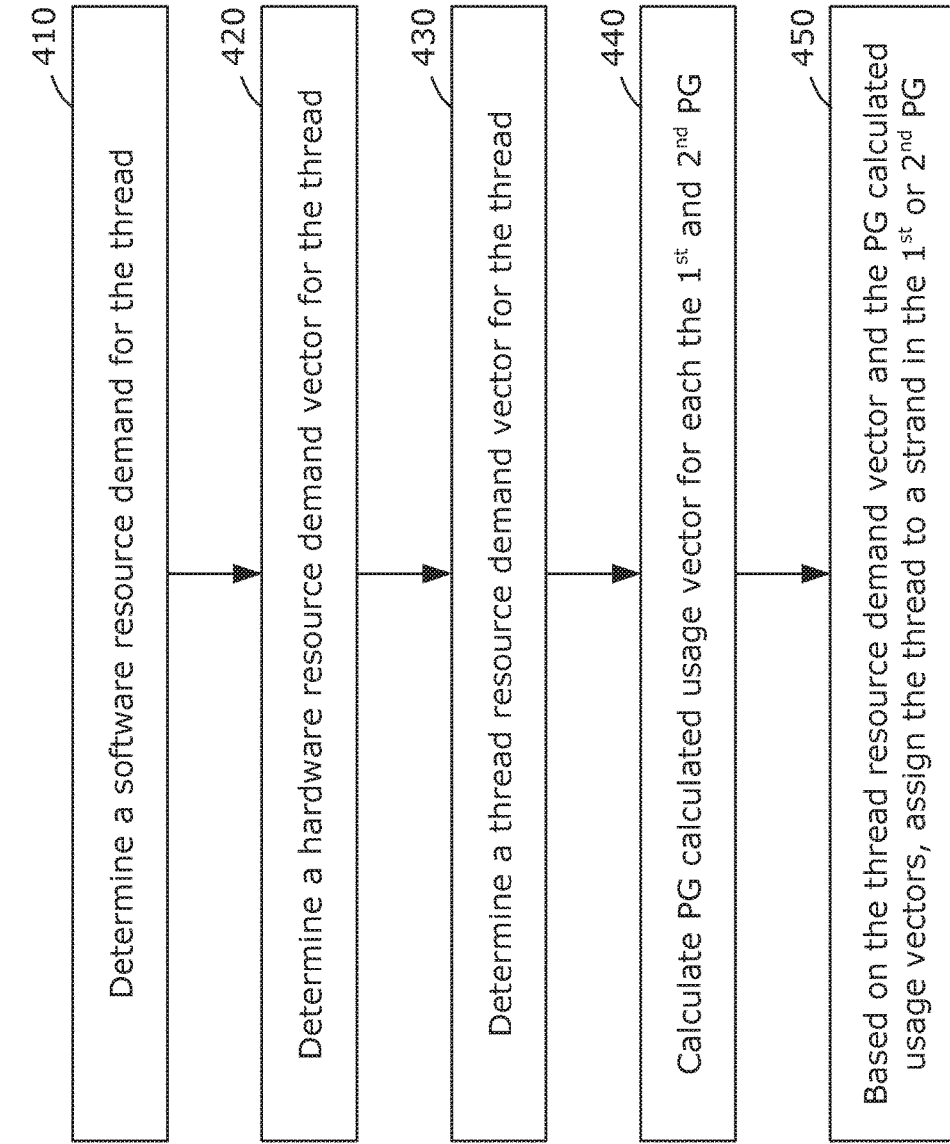 410
Determine a software resource demand for the thread
420
Determine a hardware resource demand vector for the thread
430
Determine a thread resource demand vector for the thread
440
Calculate PG calculated usage vector for each the 1st and 2nd PG
450
Based on the thread resource demand vector and the PG calculated
usage vectors, assign the thread to a strand in the 1st or 2nd PG